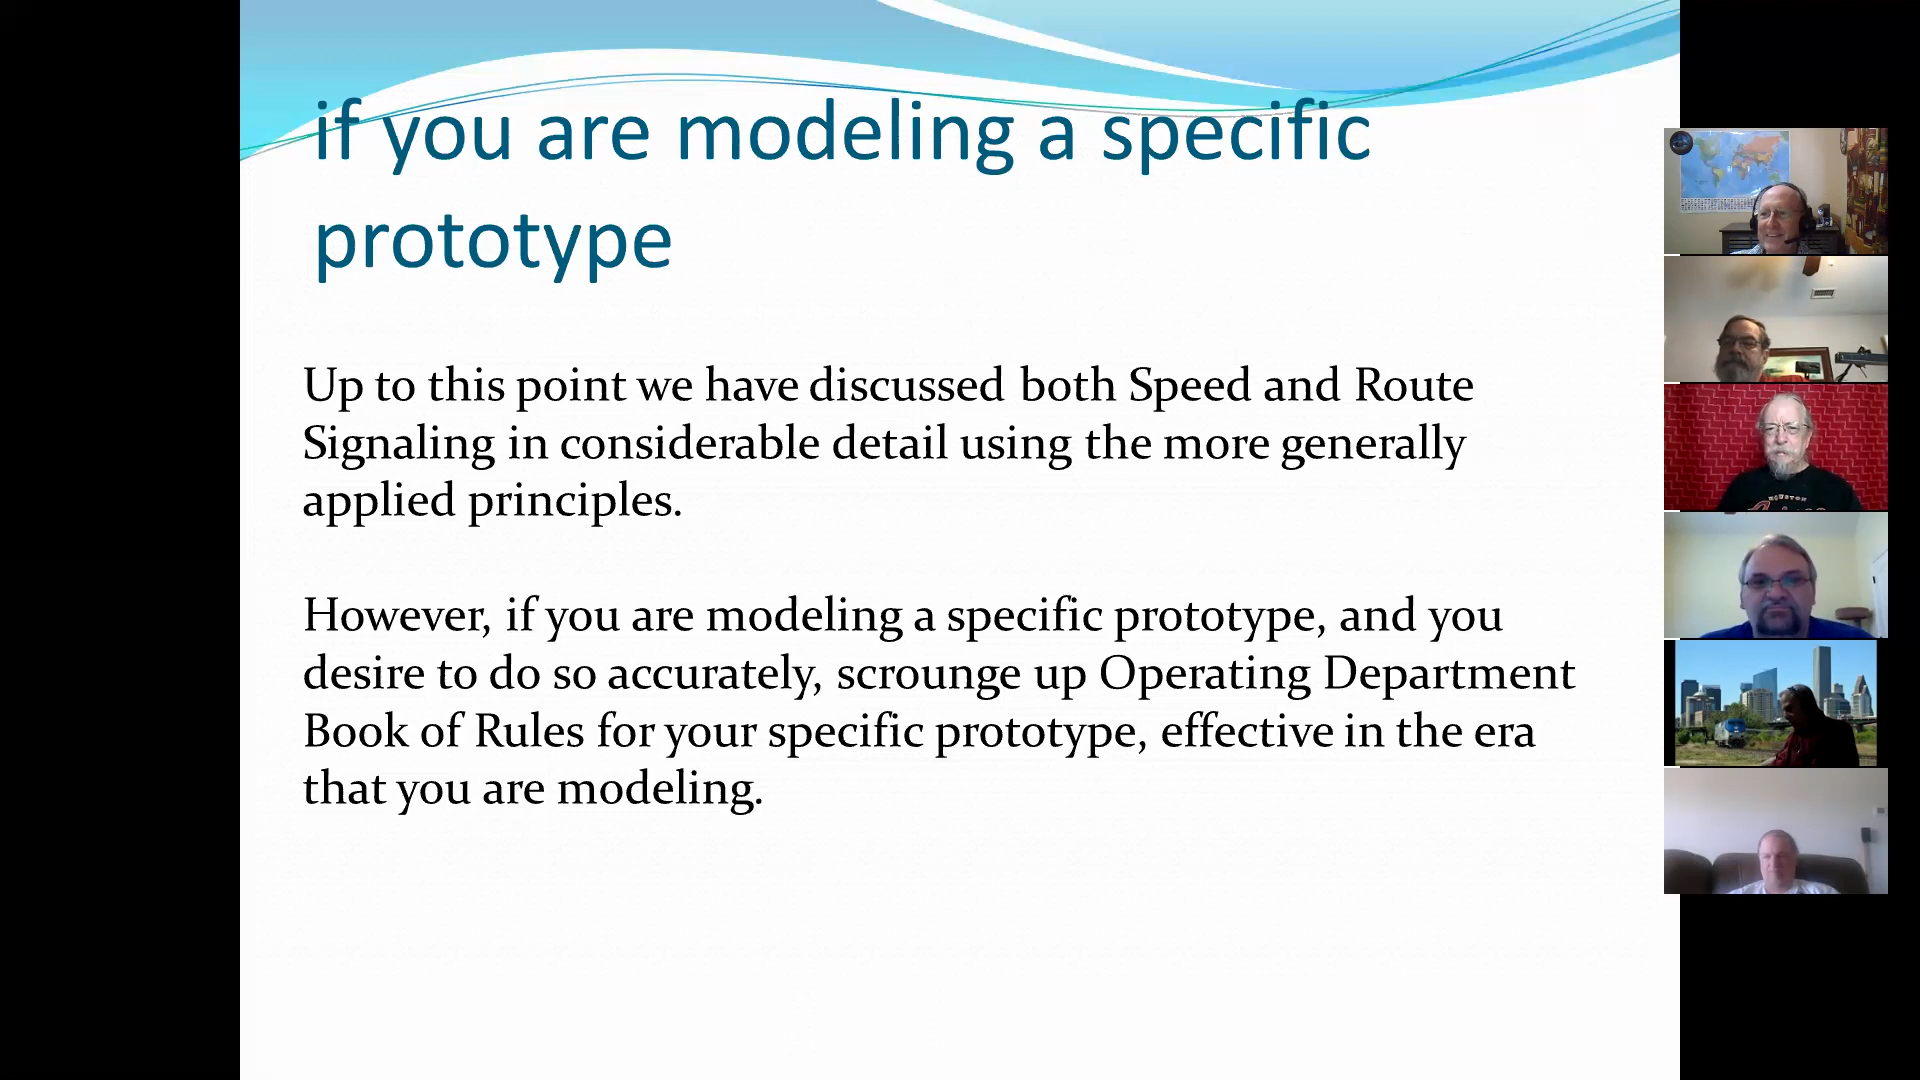 if you are modeling a specific
prototype
Up to this point we have discussed both Speed and Route
Signaling in considerable detail using the more generally
applied principles.
However, if you are modeling a specific prototype, and you
desire to do so accurately, scrounge up Operating Department
Book of Rules for your specific prototype, effective in the era
that you are modeling.
HOUSTON